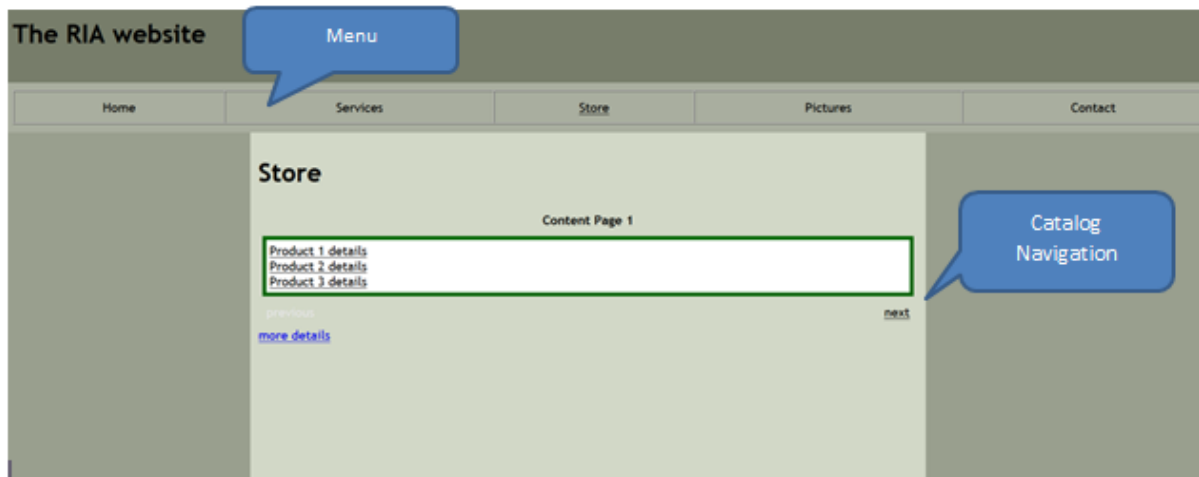 The RIA website
Menu
Home Services Store Pictures Contact
Store
Content Page 1
Product 1 details
Product 2 details
Product 3 details
Catalog
Navigation
previous next
more details